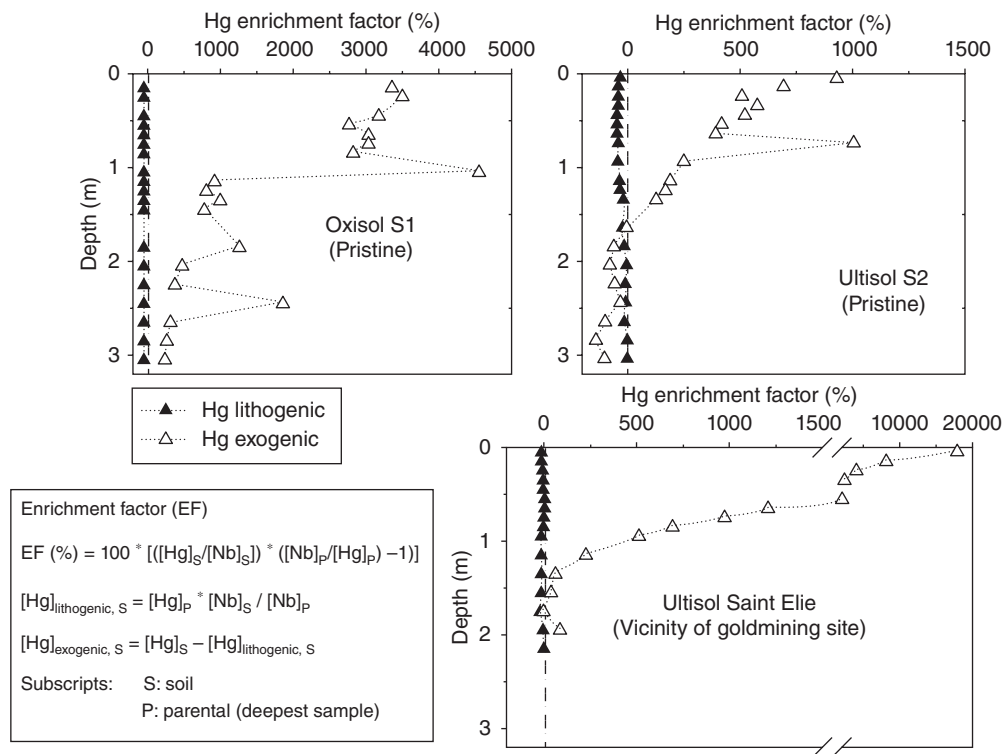 Hg enrichment factor (%)
0 1000 2000 3000 4000 5000
0
1
2
3
Depth (m)
Oxisol S1
(Pristine)
Hg enrichment factor (%)
0 500 1000 1500
0
1
2
3
Depth (m)
Ultisol S2
(Pristine)
Hg lithogenic
Hg exogenic
Hg enrichment factor (%)
0 500 1000 1500 10000 20000
0
1
2
3
Depth (m)
Ultisol Saint Elie
(Vicinity of goldmining site)
Enrichment factor (EF)
EF (%) = 100 * [([Hg]S/[Nb]S]) * ([Nb]P/[Hg]P) –1)]
[Hg]lithogenic, S = [Hg]P * [Nb]S / [Nb]P
[Hg]exogenic, S = [Hg]S – [Hg]lithogenic, S
Subscripts: S: soil
P: parental (deepest sample)